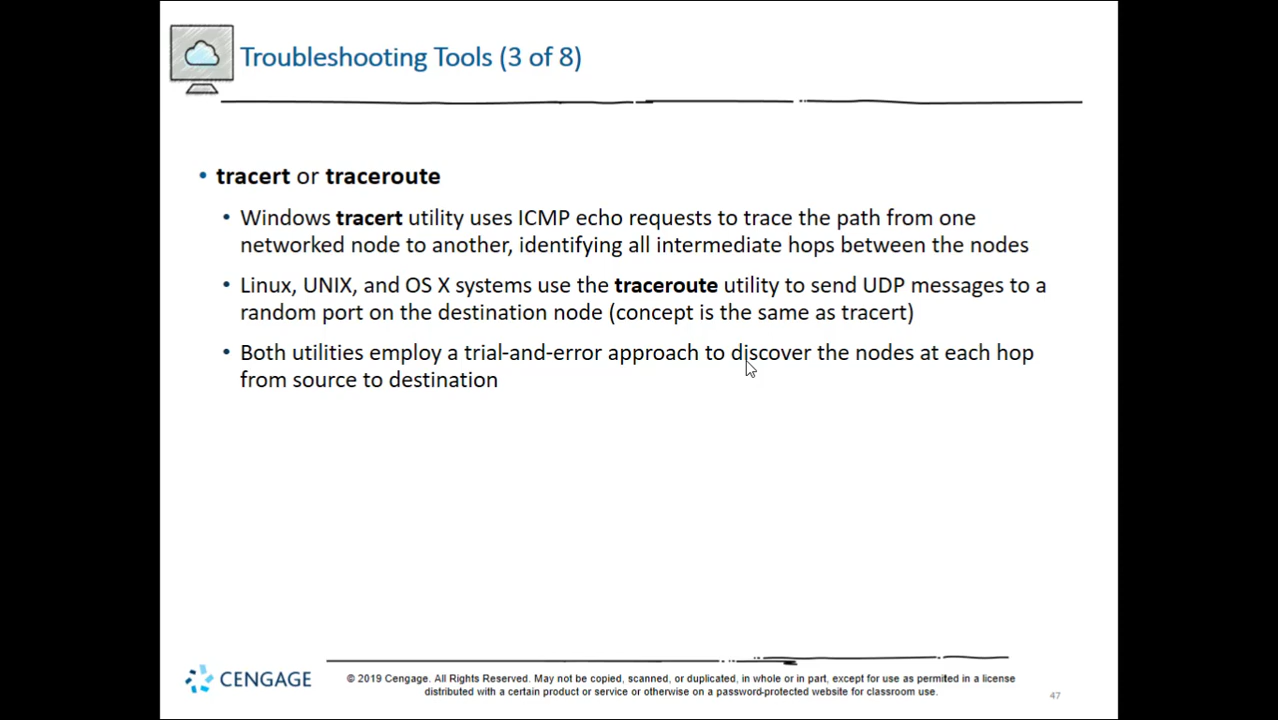 Troubleshooting Tools (3 of 8)
• tracert or traceroute
• Windows tracert utility uses ICMP echo requests to trace the path from one
networked node to another, identifying all intermediate hops between the nodes
• Linux, UNIX, and OS X systems use the traceroute utility to send UDP messages to a
random port on the destination node (concept is the same as tracert)
• Both utilities employ a trial-and-error approach to discover the nodes at each hop
from source to destination
CENGAGE
© 2019 Cengage. All Rights Reserved. May not be copied, scanned, or duplicated, in whole or in part, except for use as permitted in a license
distributed with a certain product or service or otherwise on a password-protected website for classroom use.
47